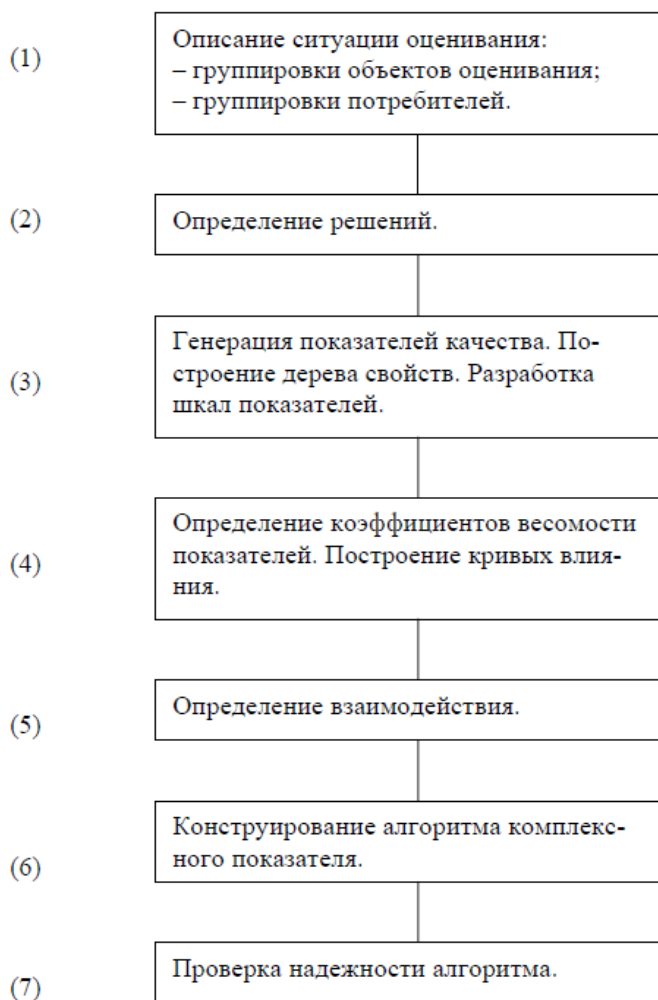 (1)
Описание ситуации оценивания:
– группировки объектов оценивания;
– группировки потребителей.
(2)
Определение решений.
(3)
Генерация показателей качества. По-
строение дерева свойств. Разработка
шкал показателей.
(4)
Определение коэффициентов весомости
показателей. Построение кривых влия-
ния.
(5)
Определение взаимодействия.
(6)
Конструирование алгоритма комплекс-
ного показателя.
(7)
Проверка надежности алгоритма.